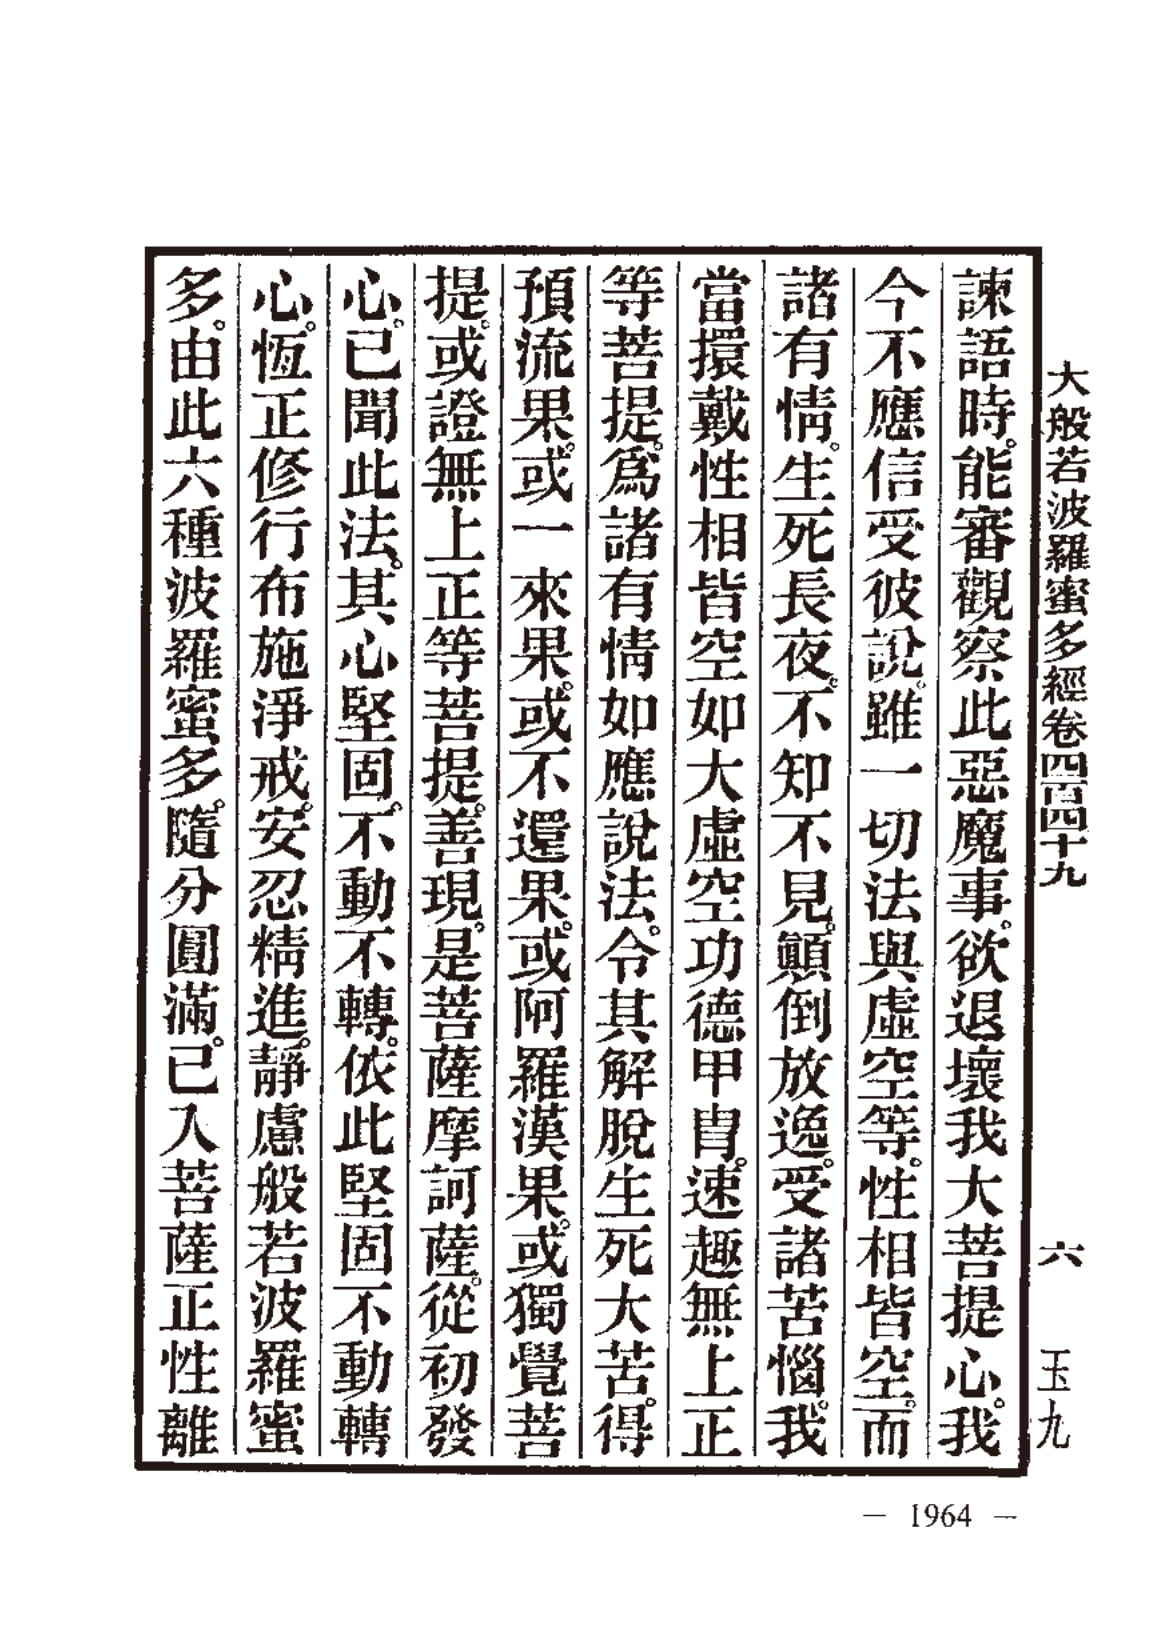 大般若波羅蜜多經卷四百四十九 六 玉九
諫語時。能審觀察此惡魔事。欲退壞我大菩提心。我
今不應信受彼說。雖一切法與虛空等。性相皆空。而
諸有情。生死長夜。不知不見。顛倒放逸。受諸苦惱。我
當擐戴性相皆空如大虛空功德甲冑。速趣無上正
等菩提。爲諸有情如應說法。令其解脫生死大苦。得
預流果。或一來果。或不還果。或阿羅漢果。或獨覺菩
提。或證無上正等菩提。善現。是菩薩摩訶薩。從初發
心。已聞此法。其心堅固。不動不轉。依此堅固不動轉
心。恆正修行布施淨戒。安忍精進。靜慮般若波羅蜜
多。由此六種波羅蜜多。隨分圓滿。已入菩薩正性離
— 1964 —